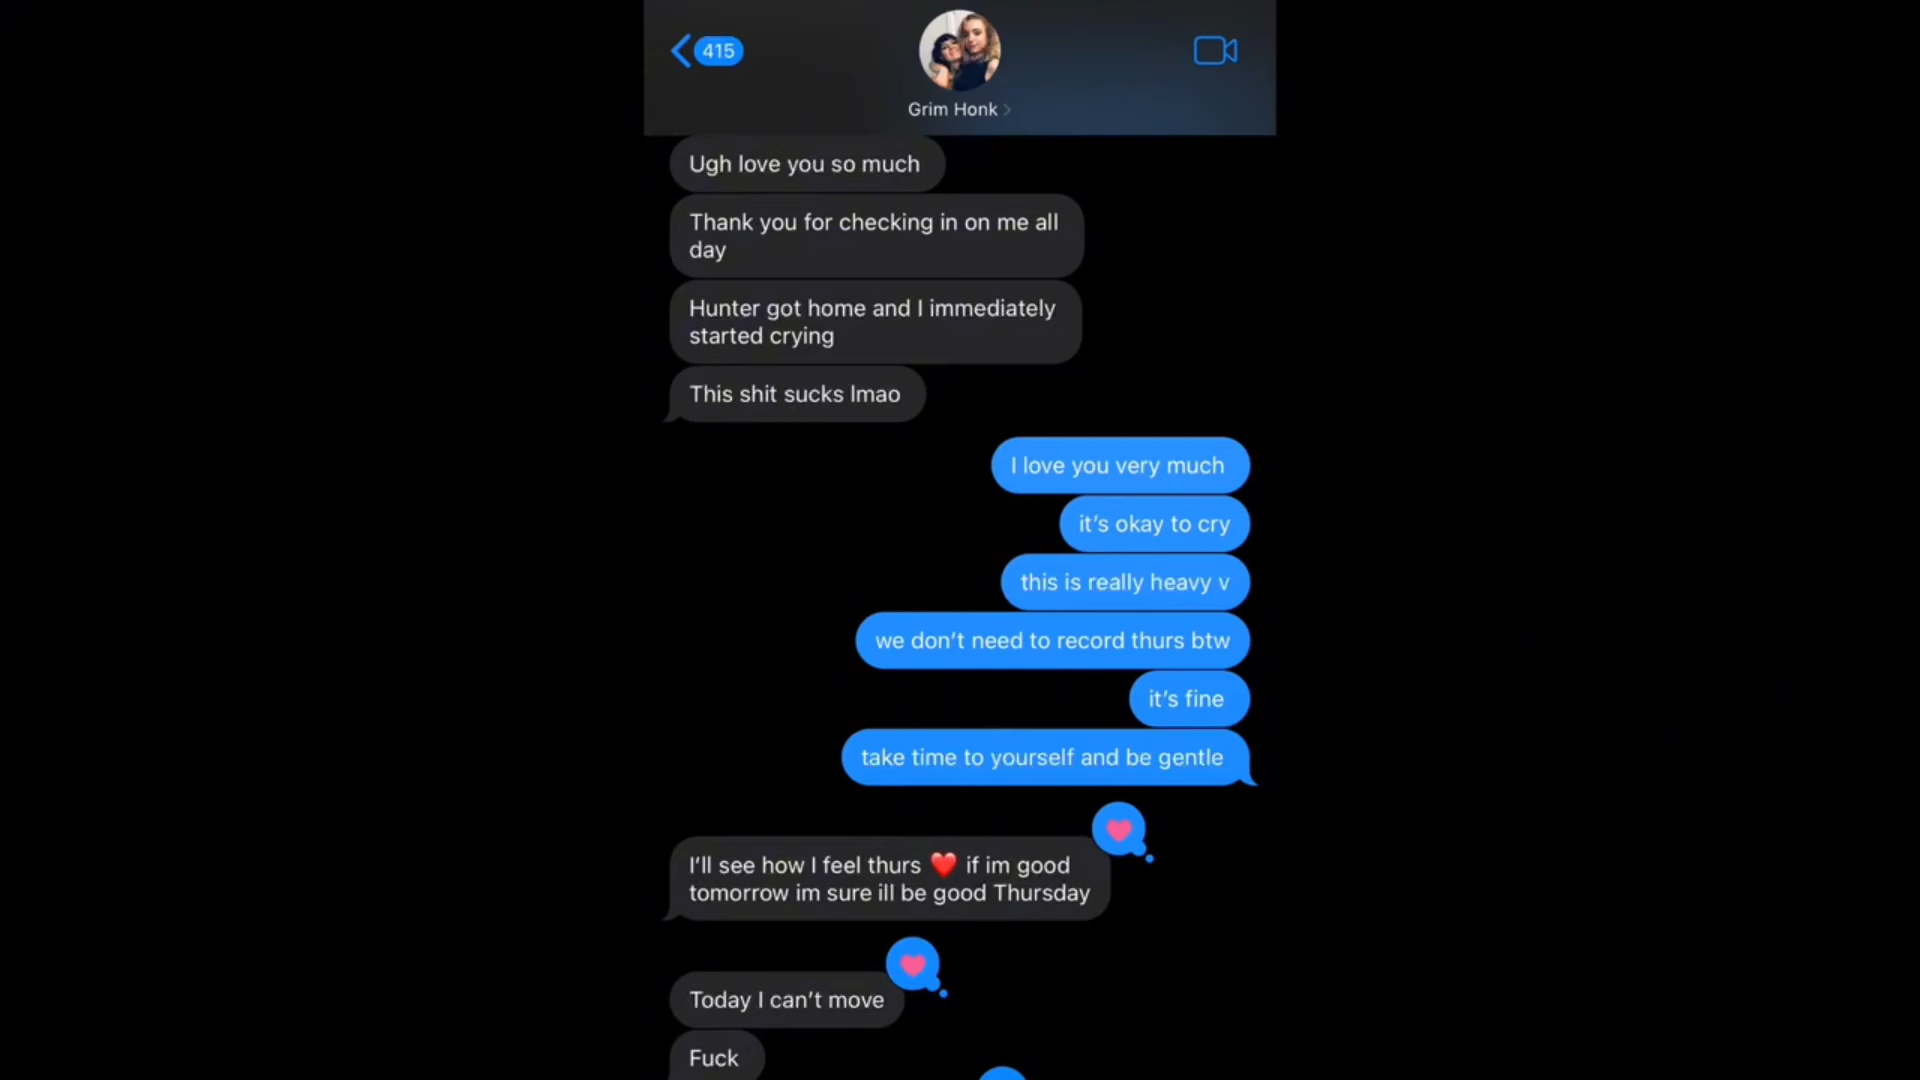 415
Grim Honk
Ugh love you so much
Thank you for checking in on me all
day
Hunter got home and I immediately
started crying
This shit sucks lmao
I love you very much
it’s okay to cry
this is really heavy v
we don’t need to record thurs btw
it’s fine
take time to yourself and be gentle
I’ll see how I feel thurs ❤️ if im good
tomorrow im sure ill be good Thursday
Today I can’t move
Fuck